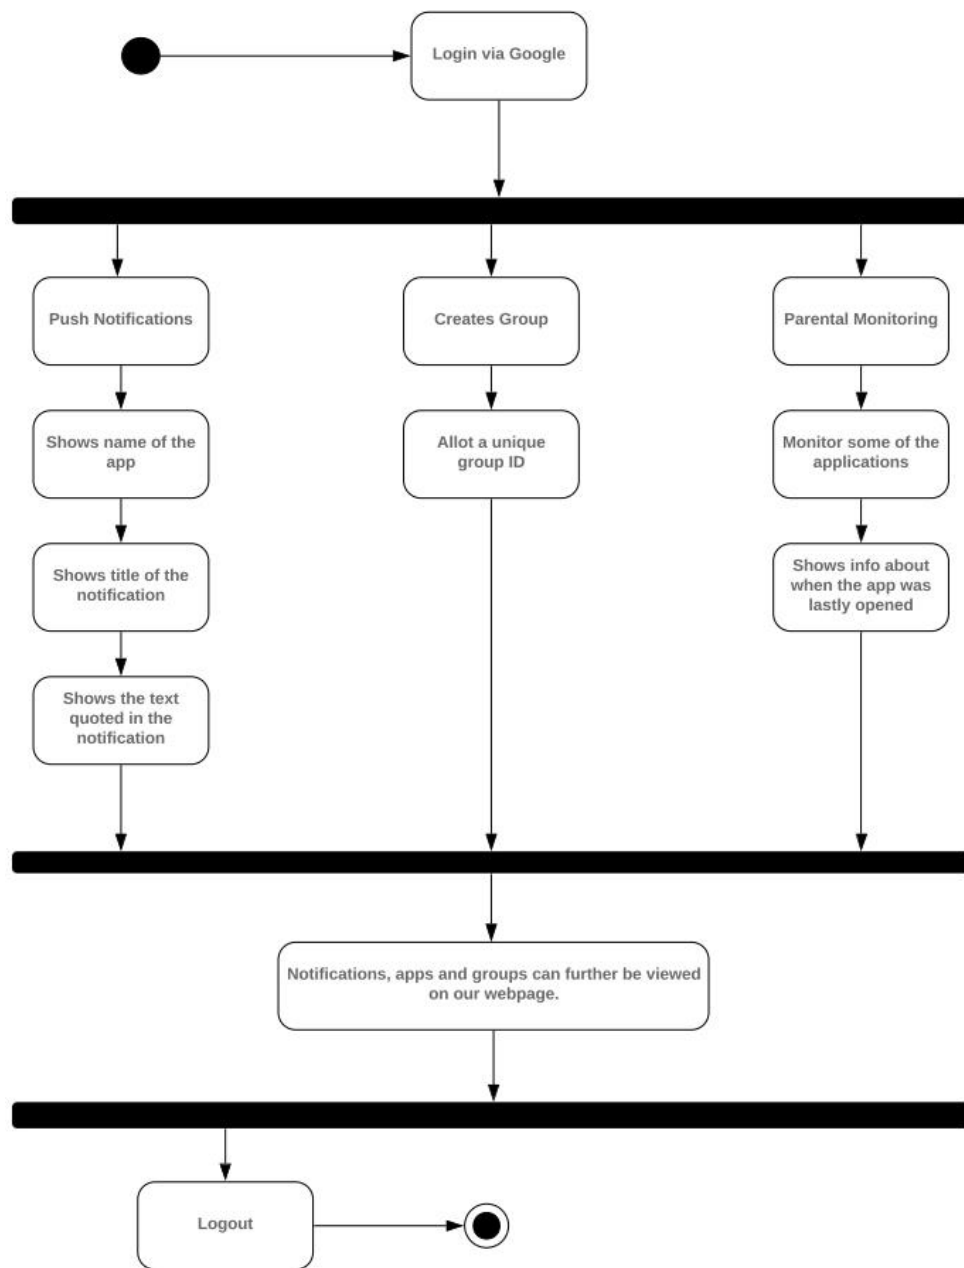 Login via Google
Push Notifications
Creates Group
Parental Monitoring
Shows name of the
app
Allot a unique
group ID
Monitor some of the
applications
Shows title of the
notification
Shows info about
when the app was
lastly opened
Shows the text
quoted in the
notification
Notifications, apps and groups can further be viewed
on our webpage.
Logout